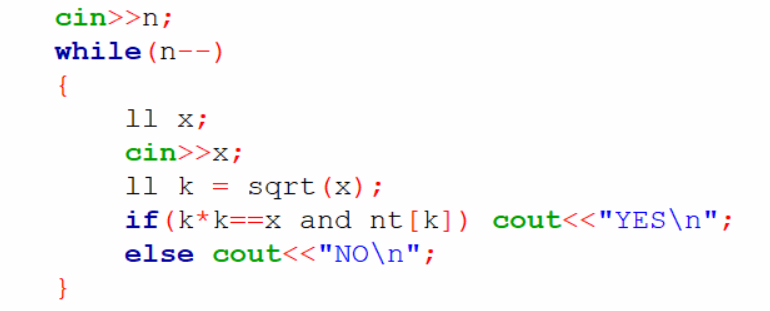 cin>>n;
while(n--)
{
ll x;
cin>>x;
ll k = sqrt(x);
if(k*k==x and nt[k]) cout<<"YES\n";
else cout<<"NO\n";
}